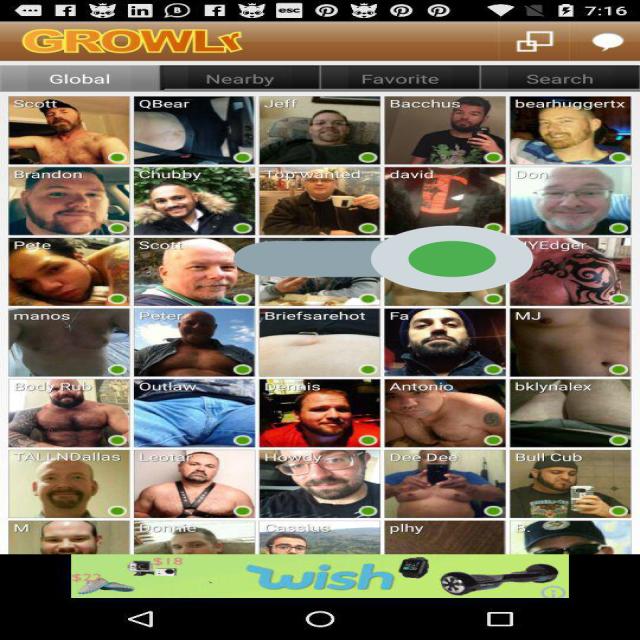 esc 7:16
GROWLr
Global Nearby Favorite Search
Scott QBear Jeff Bacchus bearhuggertx
Brandon Chubby Top wanted david Don
Pete Scott YEdger
manos Peter Briefsarehot Fa MJ
Body Rub Outlaw Dennis Antonio bklynalex
TALLNDallas Leotar Howdy Dee Dee Bull Cub
M Donnie Cassius plhy B.
$22 $18 wish